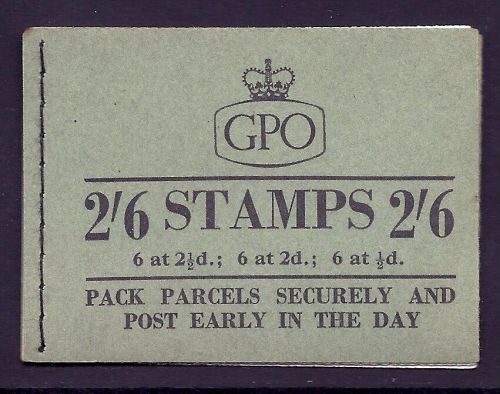 GPO
2/6 STAMPS 2/6
6 at 2½d.; 6 at 2d.; 6 at ½d.
PACK PARCELS SECURELY AND
POST EARLY IN THE DAY